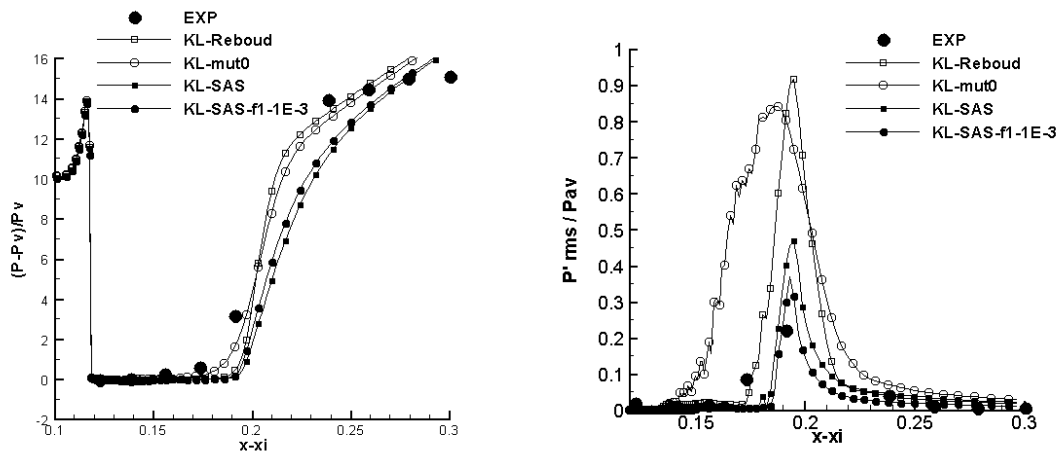 EXP
KL-Reboud
KL-mut0
KL-SAS
KL-SAS-f1-1E-3
16
14
12
10
8
6
4
2
0
-2
(P-Pv)/Pv
0.1
0.15
0.2
0.25
0.3
x-xi
EXP
KL-Reboud
KL-mut0
KL-SAS
KL-SAS-f1-1E-3
1
0.9
0.8
0.7
0.6
0.5
0.4
0.3
0.2
0.1
0
P' rms / Pav
0.15
0.2
0.25
0.3
x-xi